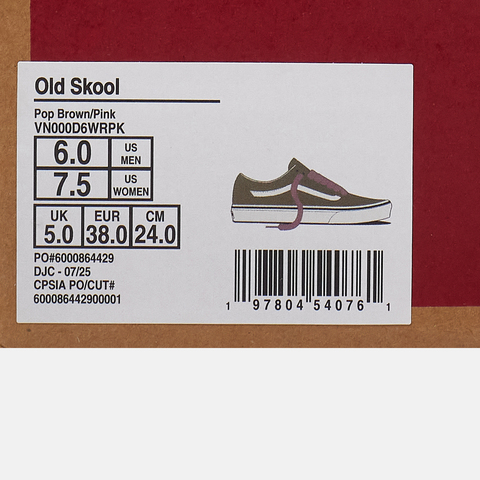 Old Skool
Pop Brown/Pink
VN000D6WRPK
6.0 US MEN
7.5 US WOMEN
UK EUR CM
5.0 38.0 24.0
PO#6000864429
DJC - 07/25
CPSIA PO/CUT#
600086442900001
1 97804 54076 1